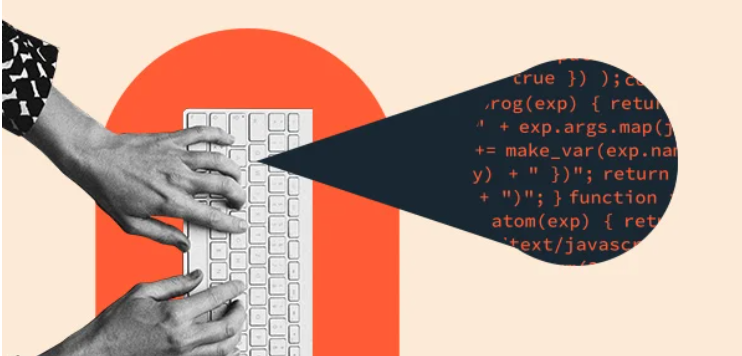 true }) );
rog(exp) { retu
" + exp.args.map(
+= make_var(exp.na
y) + " })"; return
+ ")"; } function
atom(exp) { ret
text/javasc